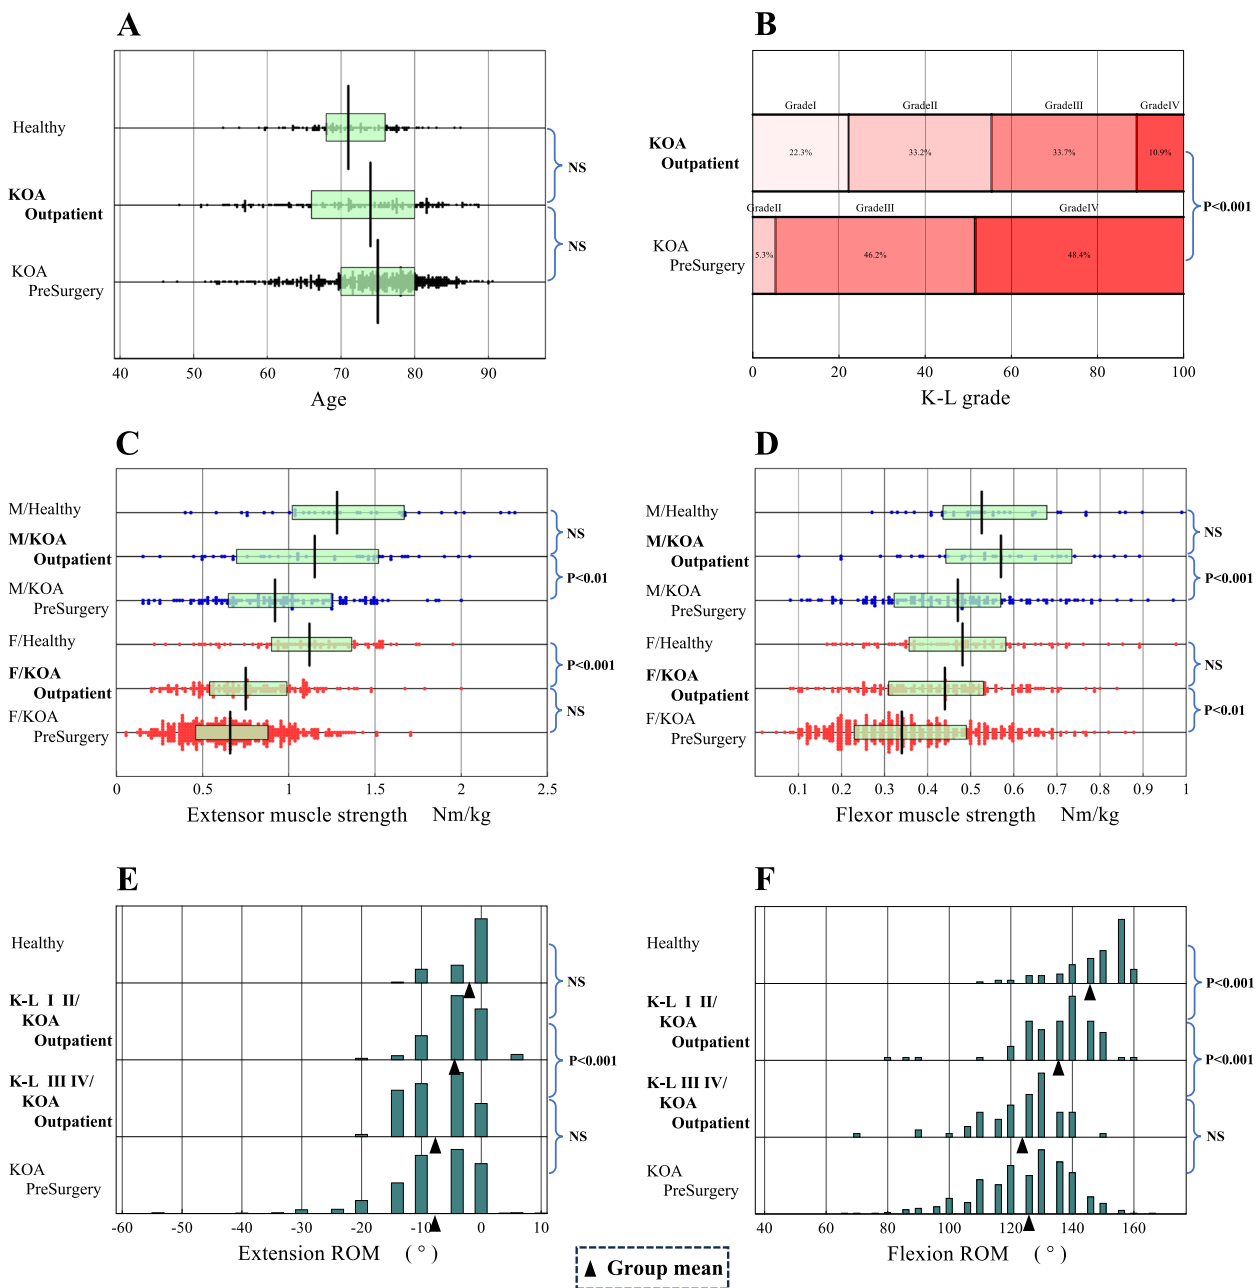 A
Healthy
KOA
Outpatient
KOA
PreSurgery
NS
NS
40 50 60 70 80 90
Age
B
GradeI GradeII GradeIII GradeIV
KOA
Outpatient
22.3% 33.2% 33.7% 10.9%
GradeII GradeIII GradeIV
KOA
PreSurgery
5.3% 46.2% 48.4%
P<0.001
0 20 40 60 80 100
K-L grade
C
M/Healthy
M/KOA
Outpatient
M/KOA
PreSurgery
F/Healthy
F/KOA
Outpatient
F/KOA
PreSurgery
NS
P<0.01
P<0.001
NS
0 0.5 1 1.5 2 2.5
Extensor muscle strength Nm/kg
D
M/Healthy
M/KOA
Outpatient
M/KOA
PreSurgery
F/Healthy
F/KOA
Outpatient
F/KOA
PreSurgery
NS
P<0.001
NS
P<0.01
0.1 0.2 0.3 0.4 0.5 0.6 0.7 0.8 0.9 1
Flexor muscle strength Nm/kg
E
Healthy
K-L I II/
KOA
Outpatient
K-L III IV/
KOA
Outpatient
KOA
PreSurgery
NS
P<0.001
NS
-60 -50 -40 -30 -20 -10 0 10
Extension ROM ( ° )
F
Healthy
K-L I II/
KOA
Outpatient
K-L III IV/
KOA
Outpatient
KOA
PreSurgery
P<0.001
P<0.001
NS
40 60 80 100 120 140 160
Flexion ROM ( ° )
▲ Group mean